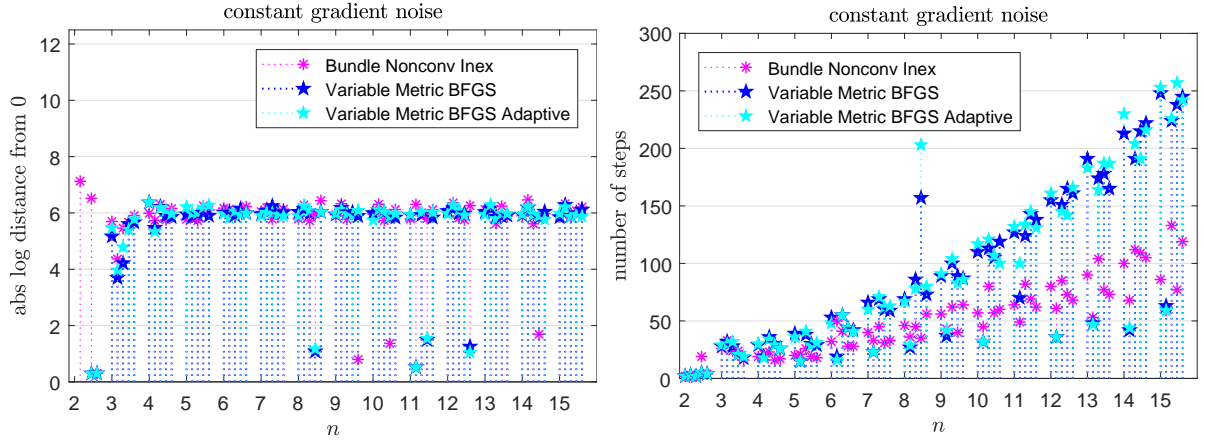 constant gradient noise
abs log distance from 0
12
10
8
6
4
2
0
Bundle Nonconv Inex
Variable Metric BFGS
Variable Metric BFGS Adaptive
2 3 4 5 6 7 8 9 10 11 12 13 14 15
n
constant gradient noise
number of steps
300
250
200
150
100
50
0
Bundle Nonconv Inex
Variable Metric BFGS
Variable Metric BFGS Adaptive
2 3 4 5 6 7 8 9 10 11 12 13 14 15
n